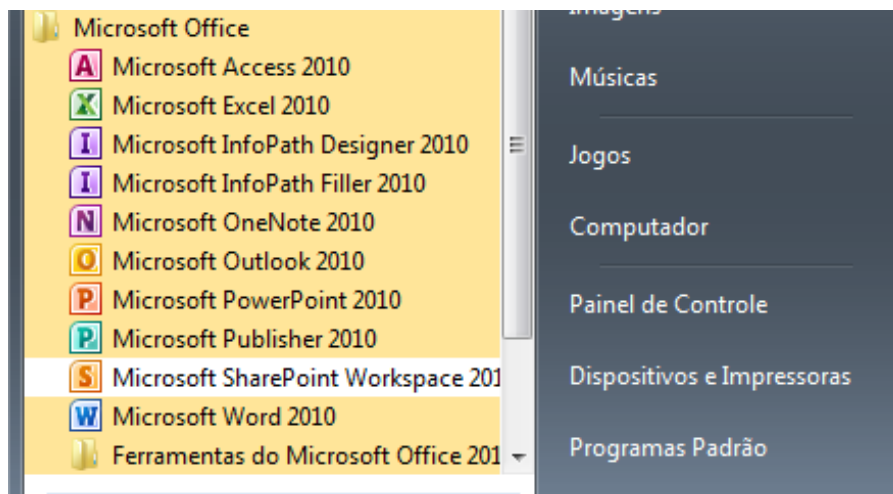 Microsoft Office
Microsoft Access 2010
Microsoft Excel 2010
Microsoft InfoPath Designer 2010
Microsoft InfoPath Filler 2010
Microsoft OneNote 2010
Microsoft Outlook 2010
Microsoft PowerPoint 2010
Microsoft Publisher 2010
Microsoft SharePoint Workspace 201
Microsoft Word 2010
Ferramentas do Microsoft Office 201
Imagens
Músicas
Jogos
Computador
Painel de Controle
Dispositivos e Impressoras
Programas Padrão